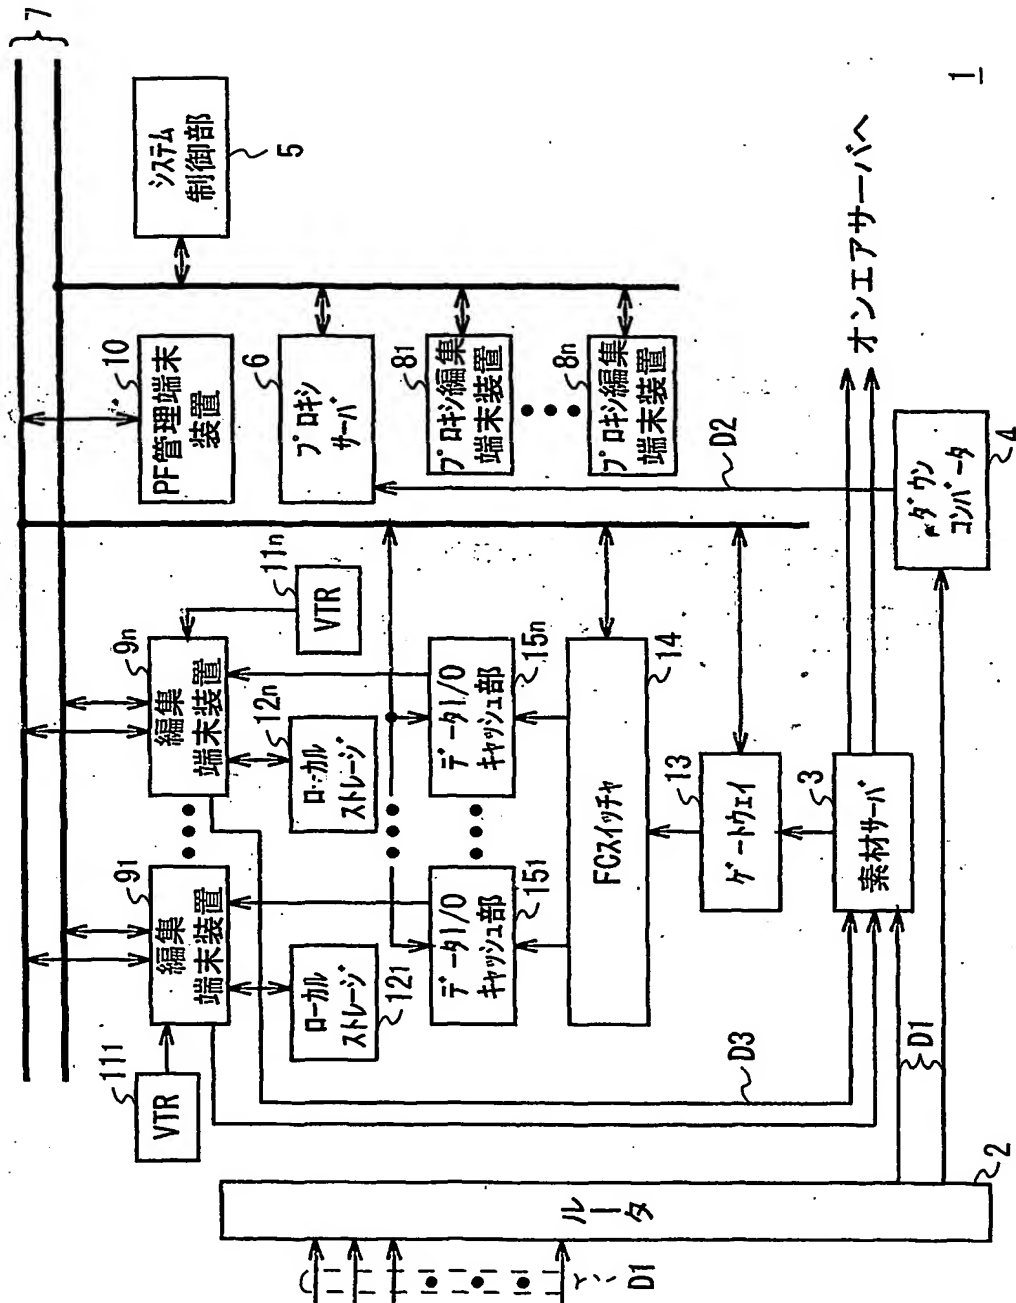 7
システム
制御部
5
PF管理端末
装置
10
プロキシ
サーバ
6
プロキシ編集
端末装置
81
プロキシ編集
端末装置
8n
D2
1
オンエアサーバへ
ダウン
コンバータ
4
VTR
11n
編集
端末装置
9n
ローカル
ストレージ
12n
データI/O
キャッシュ部
15n
FCスイッチャ
14
ゲートウェイ
13
素材サーバ
3
編集
端末装置
91
ローカル
ストレージ
121
データI/O
キャッシュ部
151
VTR
111
D3
D1
ルータ
2
D1